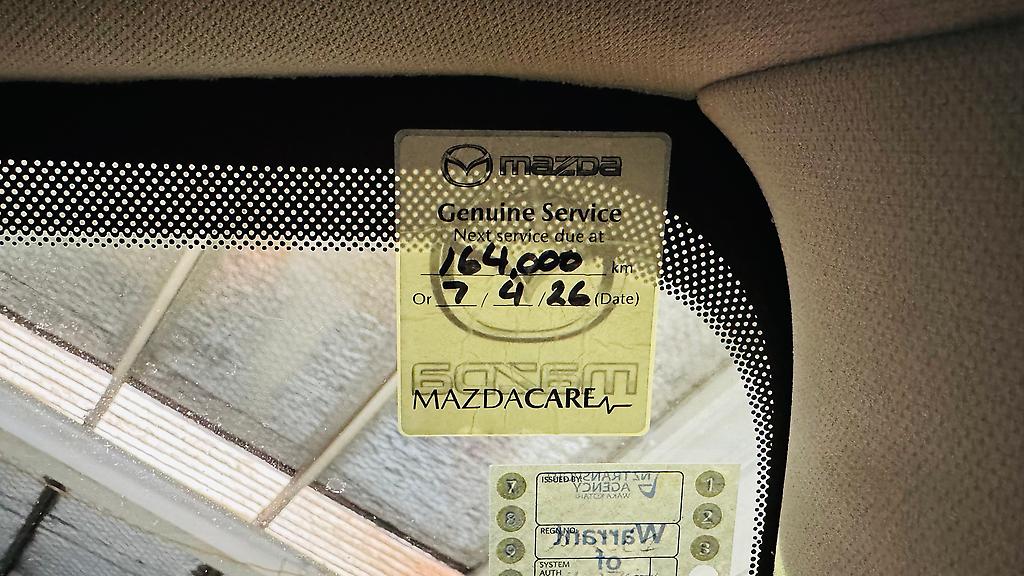 mazda
Genuine Service
Next service due at
164,000 km
Or 7 / 4 / 26 (Date)
mazda
MAZDACARE
ISSUED BY
NZ TRANSPORT
AGENCY
WAKA KOTAHI
7 1
8 2
REGN NO.
Warrant
9 3
of
SYSTEM
AUTH